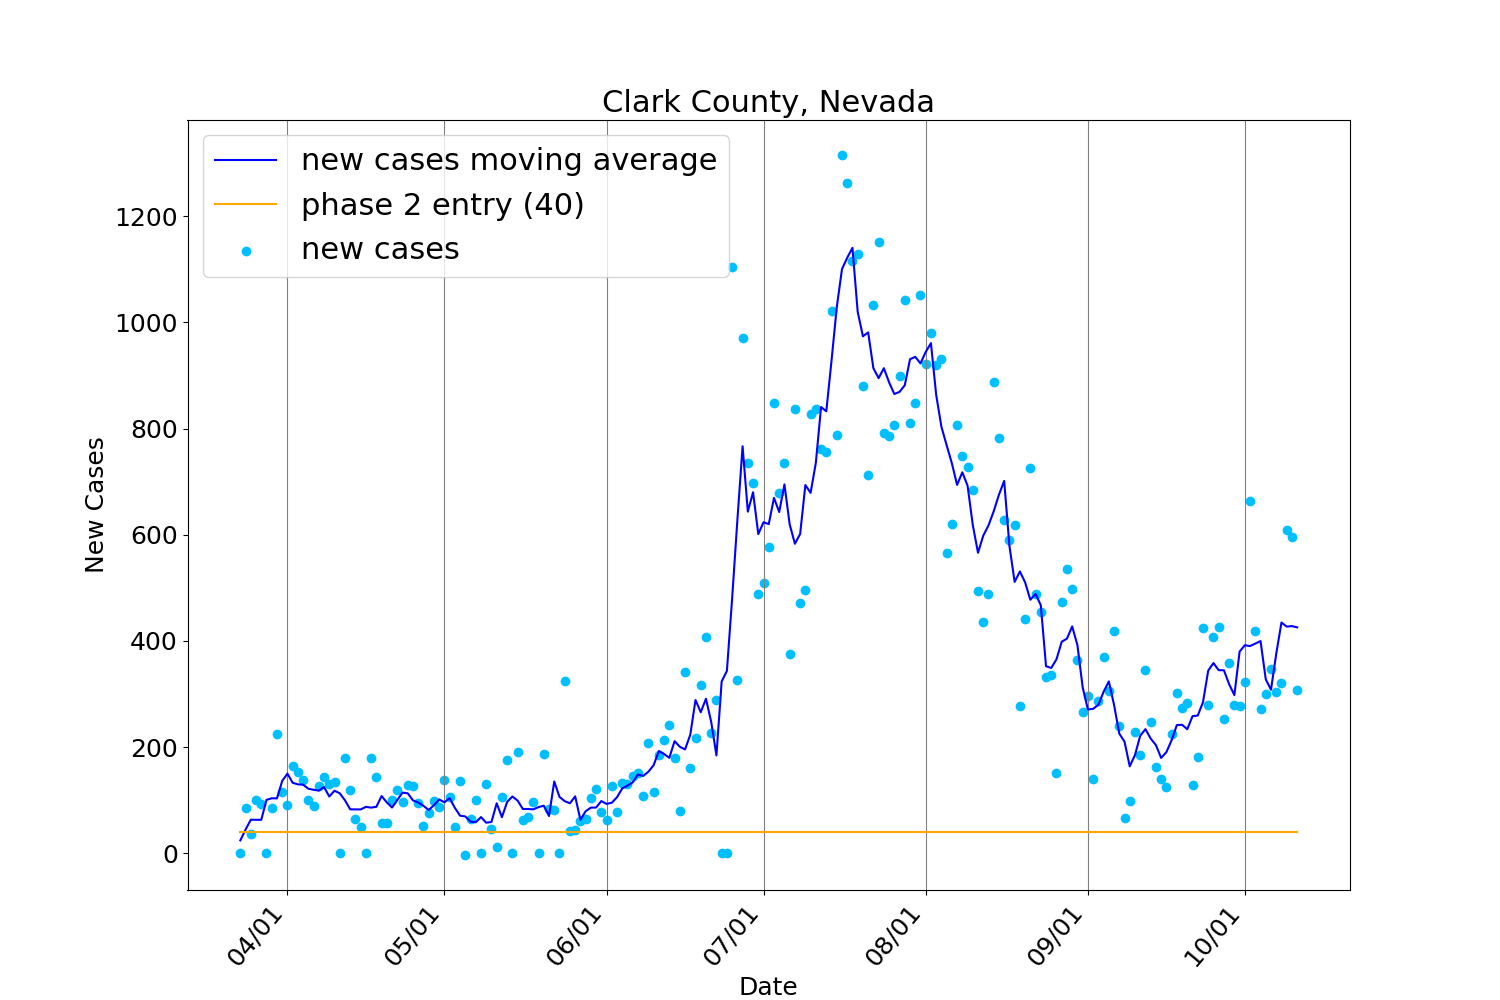 Clark County, Nevada
new cases moving average
phase 2 entry (40)
new cases
1200
1000
800
600
400
200
0
New Cases
04/01
05/01
06/01
07/01
08/01
09/01
10/01
Date